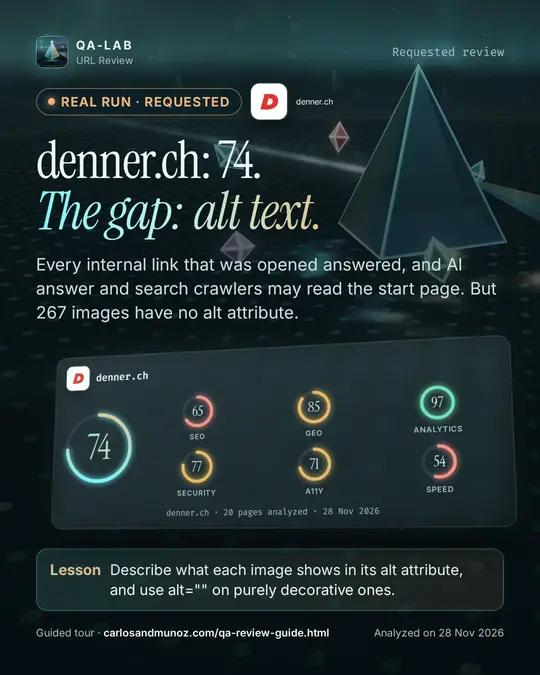 QA-LAB
URL Review
Requested review
REAL RUN · REQUESTED
D
denner.ch
denner.ch: 74.
The gap: alt text.
Every internal link that was opened answered, and AI
answer and search crawlers may read the start page. But
267 images have no alt attribute.
D
denner.ch
74
65
SEO
85
GEO
97
ANALYTICS
77
SECURITY
71
A11Y
54
SPEED
denner.ch · 20 pages analyzed · 28 Nov 2026
Lesson Describe what each image shows in its alt attribute,
and use alt="" on purely decorative ones.
Guided tour · carlosandmunoz.com/qa-review-guide.html
Analyzed on 28 Nov 2026